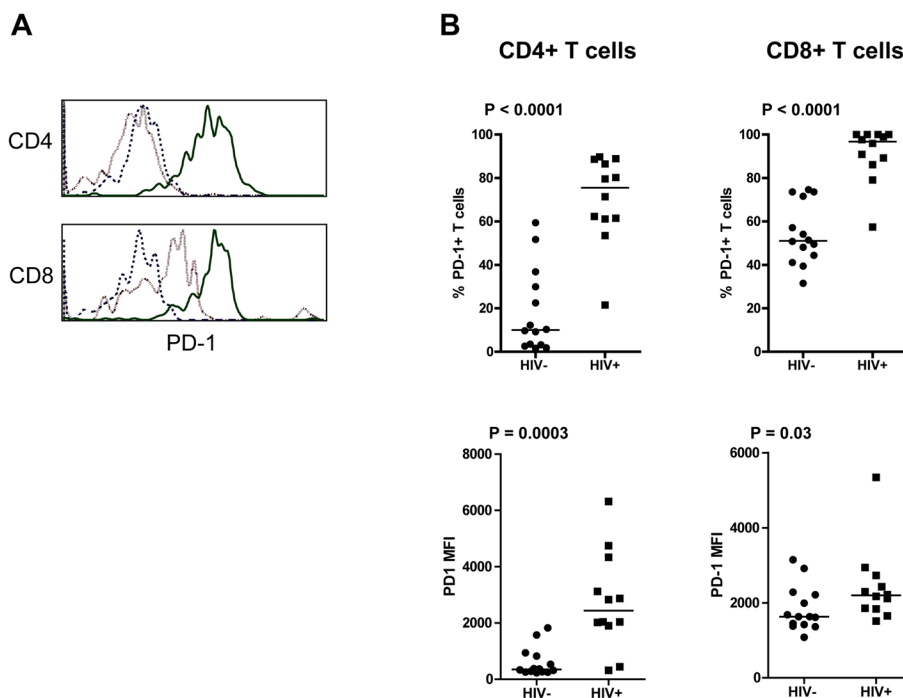 A
CD4
CD8
PD-1
B
CD4+ T cells
CD8+ T cells
P < 0.0001
% PD-1+ T cells
100
80
60
40
20
0
HIV-
HIV+
P < 0.0001
% PD-1+ T cells
100
80
60
40
20
0
HIV-
HIV+
P = 0.0003
PD1 MFI
8000
6000
4000
2000
0
HIV-
HIV+
P = 0.03
PD-1 MFI
6000
4000
2000
0
HIV-
HIV+